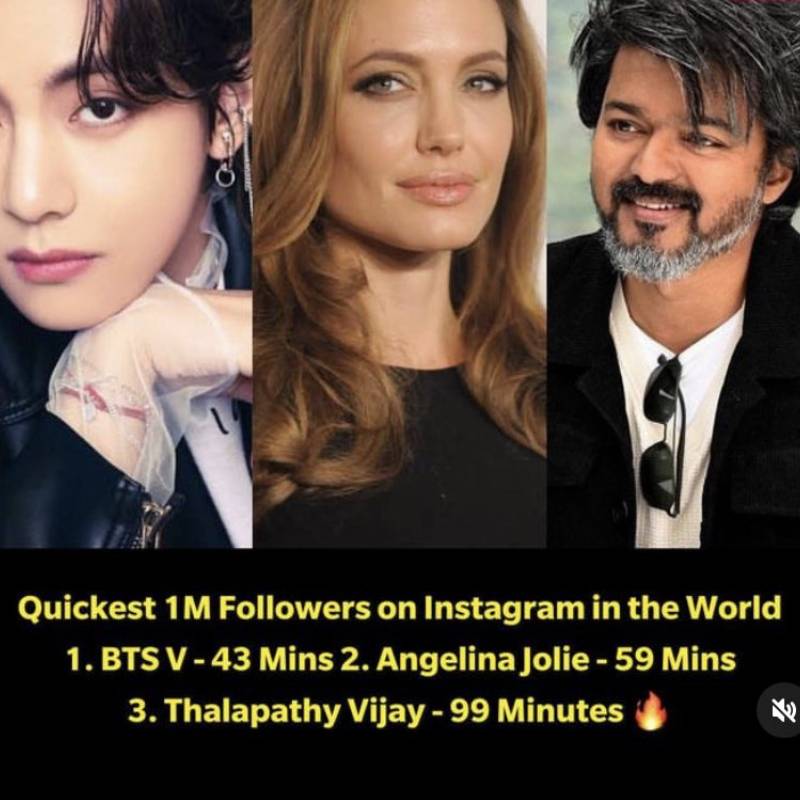 Quickest 1M Followers on Instagram in the World
1. BTS V - 43 Mins 2. Angelina Jolie - 59 Mins
3. Thalapathy Vijay - 99 Minutes 🔥